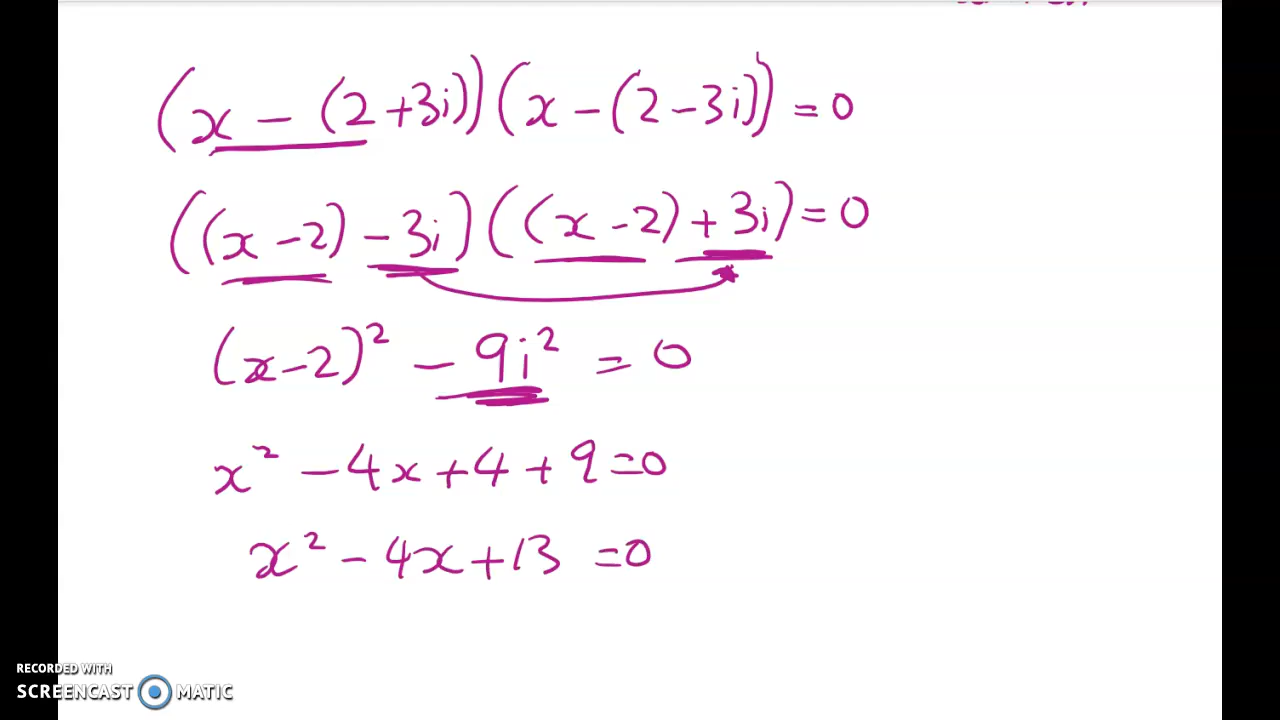 (x - (2+3i))(x - (2-3i)) = 0
((x-2) - 3i)((x-2) + 3i) = 0
(x-2)² - 9i² = 0
x² - 4x + 4 + 9 = 0
x² - 4x + 13 = 0
RECORDED WITH
SCREENCAST MATIC